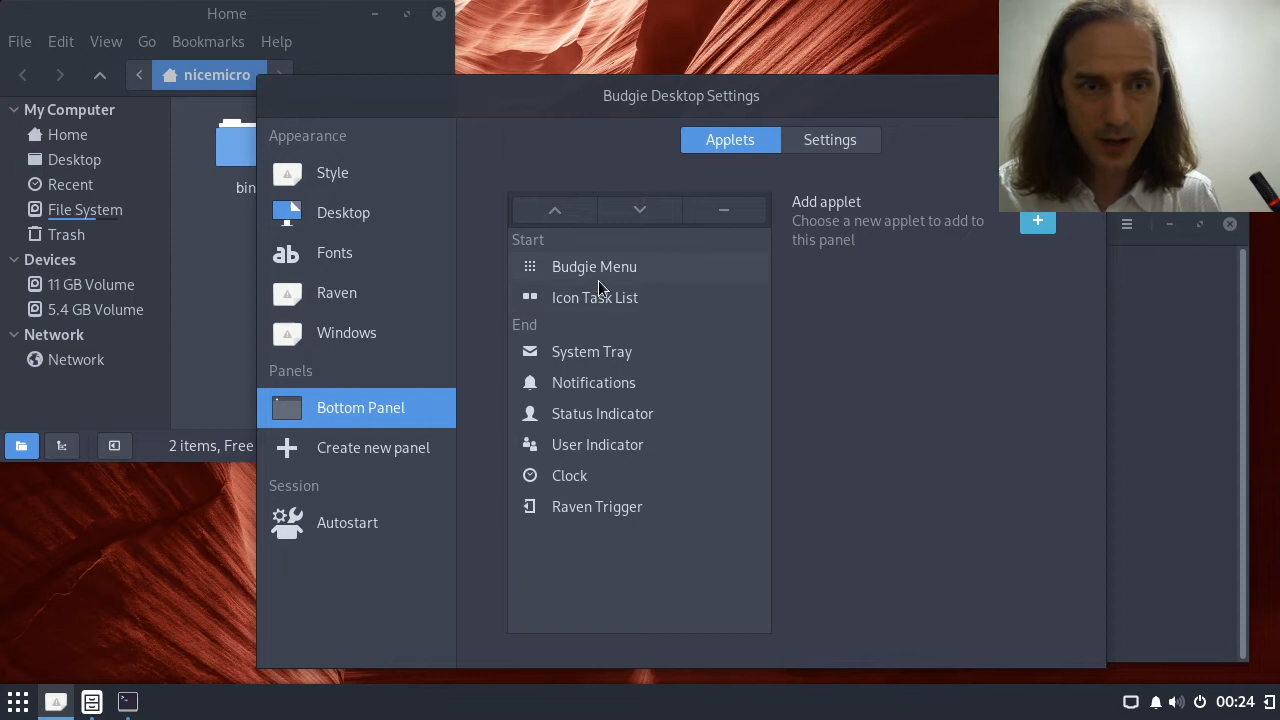 Home
File Edit View Go Bookmarks Help
nicemicro
My Computer
Home
Desktop
Recent
File System
Trash
Devices
11 GB Volume
5.4 GB Volume
Network
Network
bin
2 items, Free
Budgie Desktop Settings
Appearance
Style
Desktop
Fonts
Raven
Windows
Panels
Bottom Panel
Create new panel
Session
Autostart
Applets Settings
Start
Budgie Menu
Icon Task List
End
System Tray
Notifications
Status Indicator
User Indicator
Clock
Raven Trigger
Add applet
Choose a new applet to add to
this panel
00:24